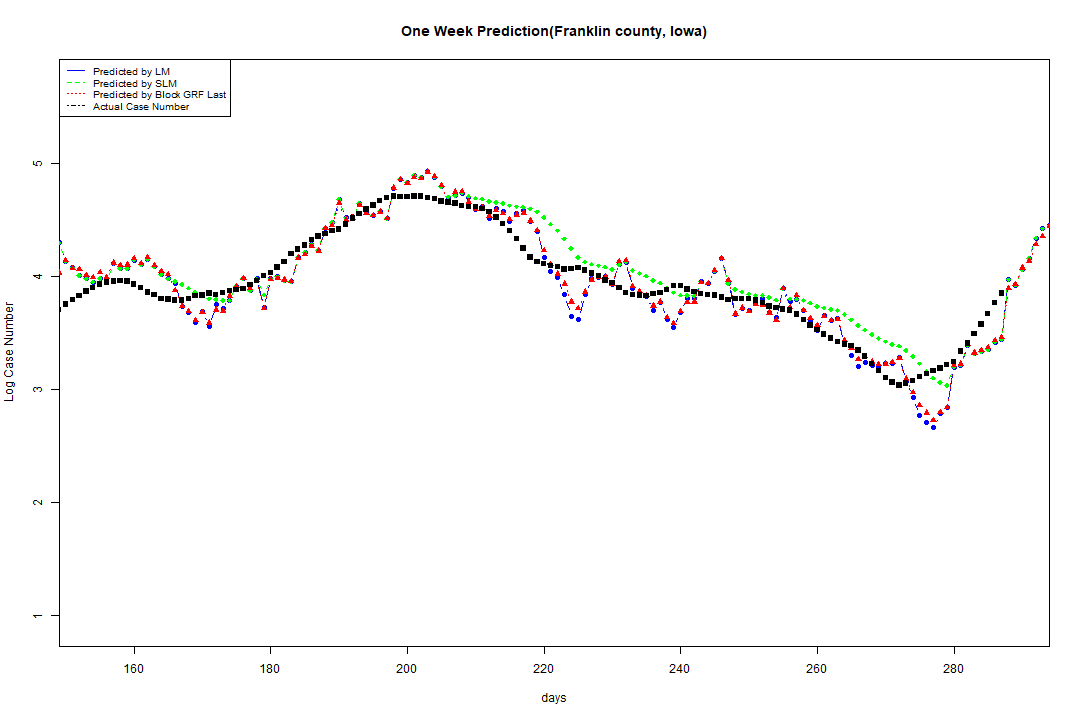 One Week Prediction(Franklin county, Iowa)
Predicted by LM
Predicted by SLM
Predicted by Block GRF Last
Actual Case Number
5
4
3
2
1
Log Case Number
160 180 200 220 240 260 280
days